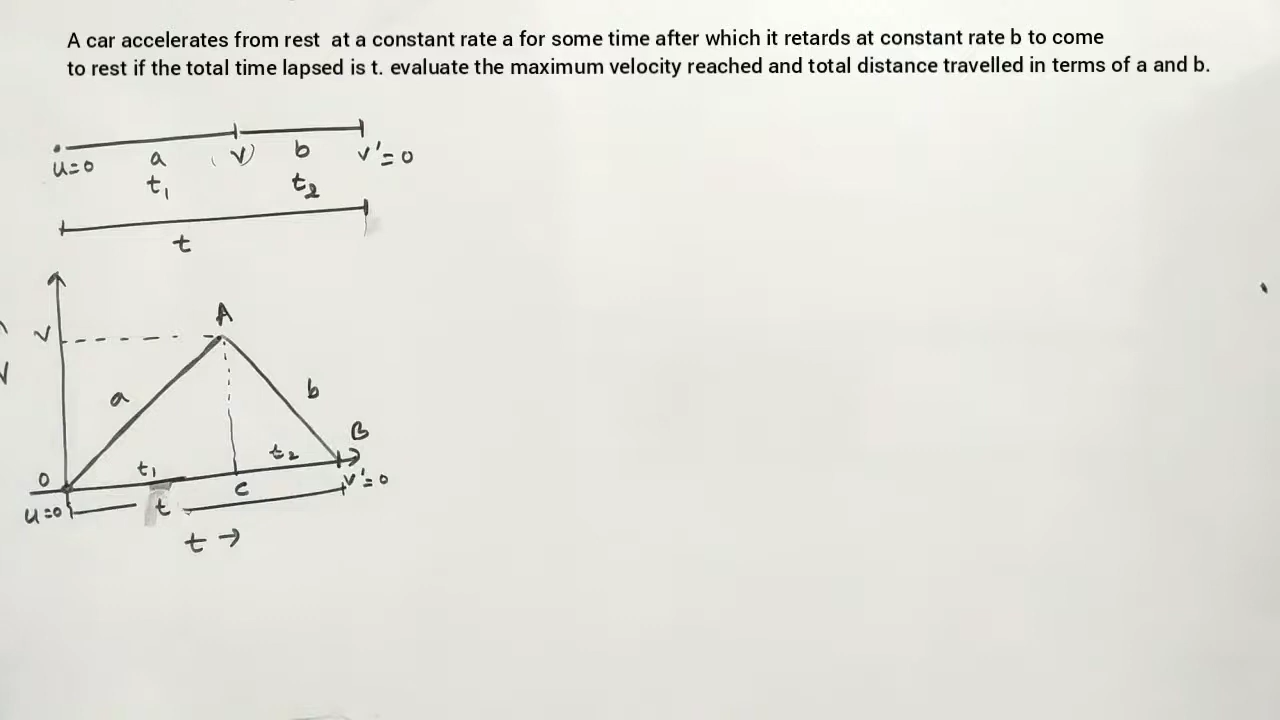 A car accelerates from rest at a constant rate a for some time after which it retards at constant rate b to come
to rest if the total time lapsed is t. evaluate the maximum velocity reached and total distance travelled in terms of a and b.
u=0 a (v) b v'=0
t₁ t₂
t
A
v
a b
B
O t₁ t₂
u=0 c v'=0
t
t →